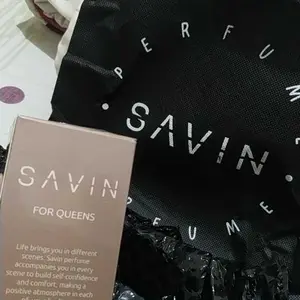 PERFUME
SAVIN
PERFUME
SAVIN
FOR QUEENS
Life brings you in different
scenes. Savin perfume
accompanies you in every
scene to build self-confidence
and comfort, making a
positive atmosphere in each